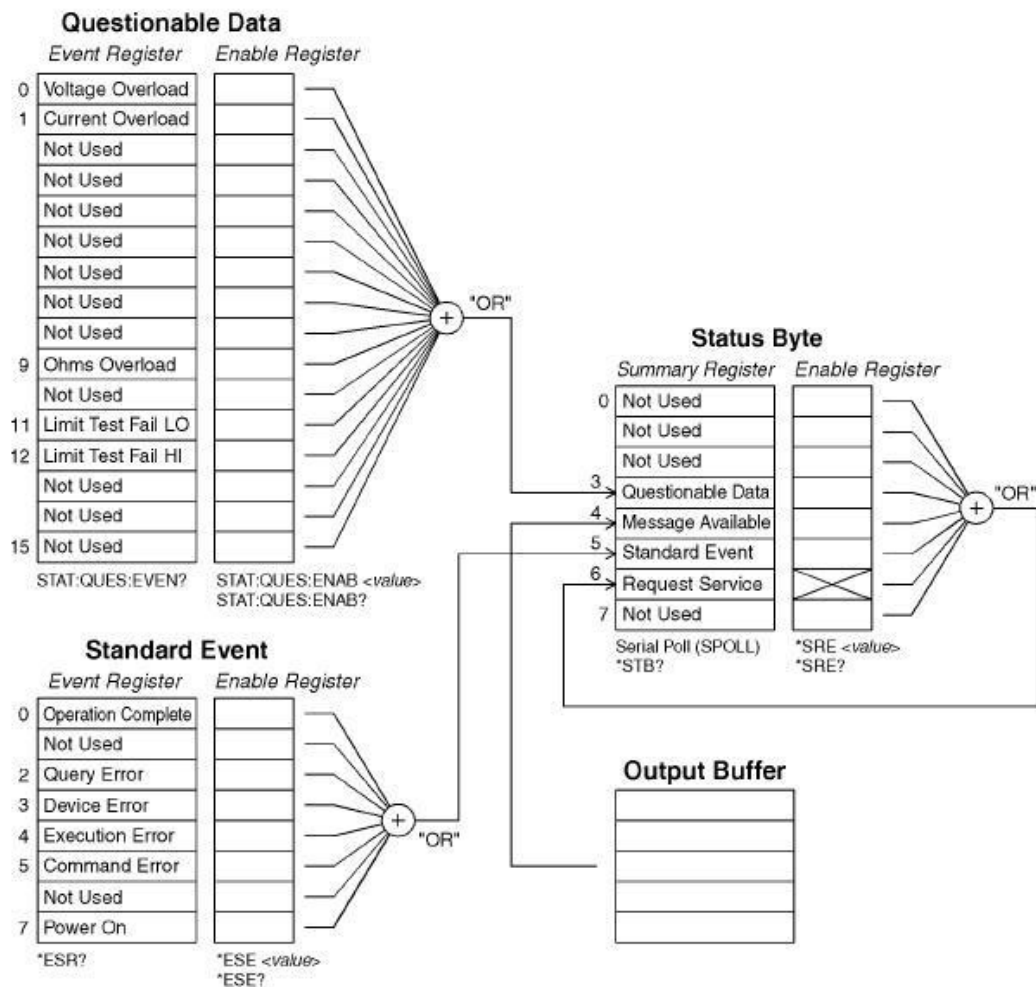 Questionable Data
Event Register Enable Register
0 Voltage Overload
1 Current Overload
Not Used
Not Used
Not Used
Not Used
Not Used
Not Used
Not Used
9 Ohms Overload
Not Used
11 Limit Test Fail LO
12 Limit Test Fail HI
Not Used
Not Used
15 Not Used
STAT:QUES:EVEN? STAT:QUES:ENAB <value>
STAT:QUES:ENAB?
+ "OR"
Standard Event
Event Register Enable Register
0 Operation Complete
Not Used
2 Query Error
3 Device Error
4 Execution Error
5 Command Error
Not Used
7 Power On
*ESR? *ESE <value>
*ESE?
+ "OR"
Status Byte
Summary Register Enable Register
0 Not Used
Not Used
Not Used
3 Questionable Data
4 Message Available
5 Standard Event
6 Request Service
7 Not Used
Serial Poll (SPOLL) *SRE <value>
*STB? *SRE?
+ "OR"
Output Buffer